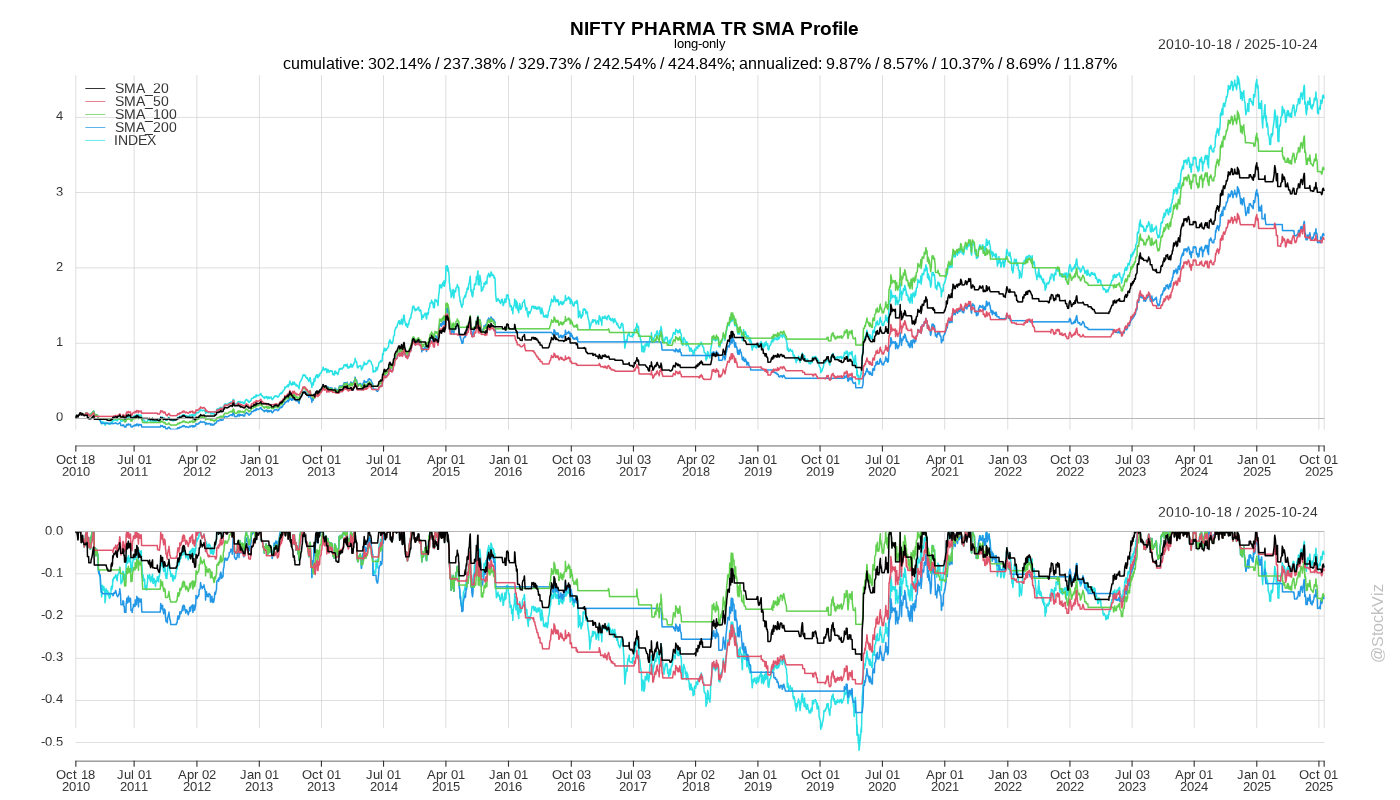 NIFTY PHARMA TR SMA Profile
long-only
2010-10-18 / 2025-10-24
cumulative: 302.14% / 237.38% / 329.73% / 242.54% / 424.84%; annualized: 9.87% / 8.57% / 10.37% / 8.69% / 11.87%
SMA_20
SMA_50
SMA_100
SMA_200
INDEX
4
3
2
1
0
Oct 18 Jul 01 Apr 02 Jan 01 Oct 01 Jul 01 Apr 01 Jan 01 Oct 03 Jul 03 Apr 02 Jan 01 Oct 01 Jul 01 Apr 01 Jan 03 Oct 03 Jul 03 Apr 01 Jan 01 Oct 01
2010 2011 2012 2013 2013 2014 2015 2016 2016 2017 2018 2019 2019 2020 2021 2022 2022 2023 2024 2025 2025
2010-10-18 / 2025-10-24
0.0
-0.1
-0.2
-0.3
-0.4
-0.5
Oct 18 Jul 01 Apr 02 Jan 01 Oct 01 Jul 01 Apr 01 Jan 01 Oct 03 Jul 03 Apr 02 Jan 01 Oct 01 Jul 01 Apr 01 Jan 03 Oct 03 Jul 03 Apr 01 Jan 01 Oct 01
2010 2011 2012 2013 2013 2014 2015 2016 2016 2017 2018 2019 2019 2020 2021 2022 2022 2023 2024 2025 2025
@StockViz